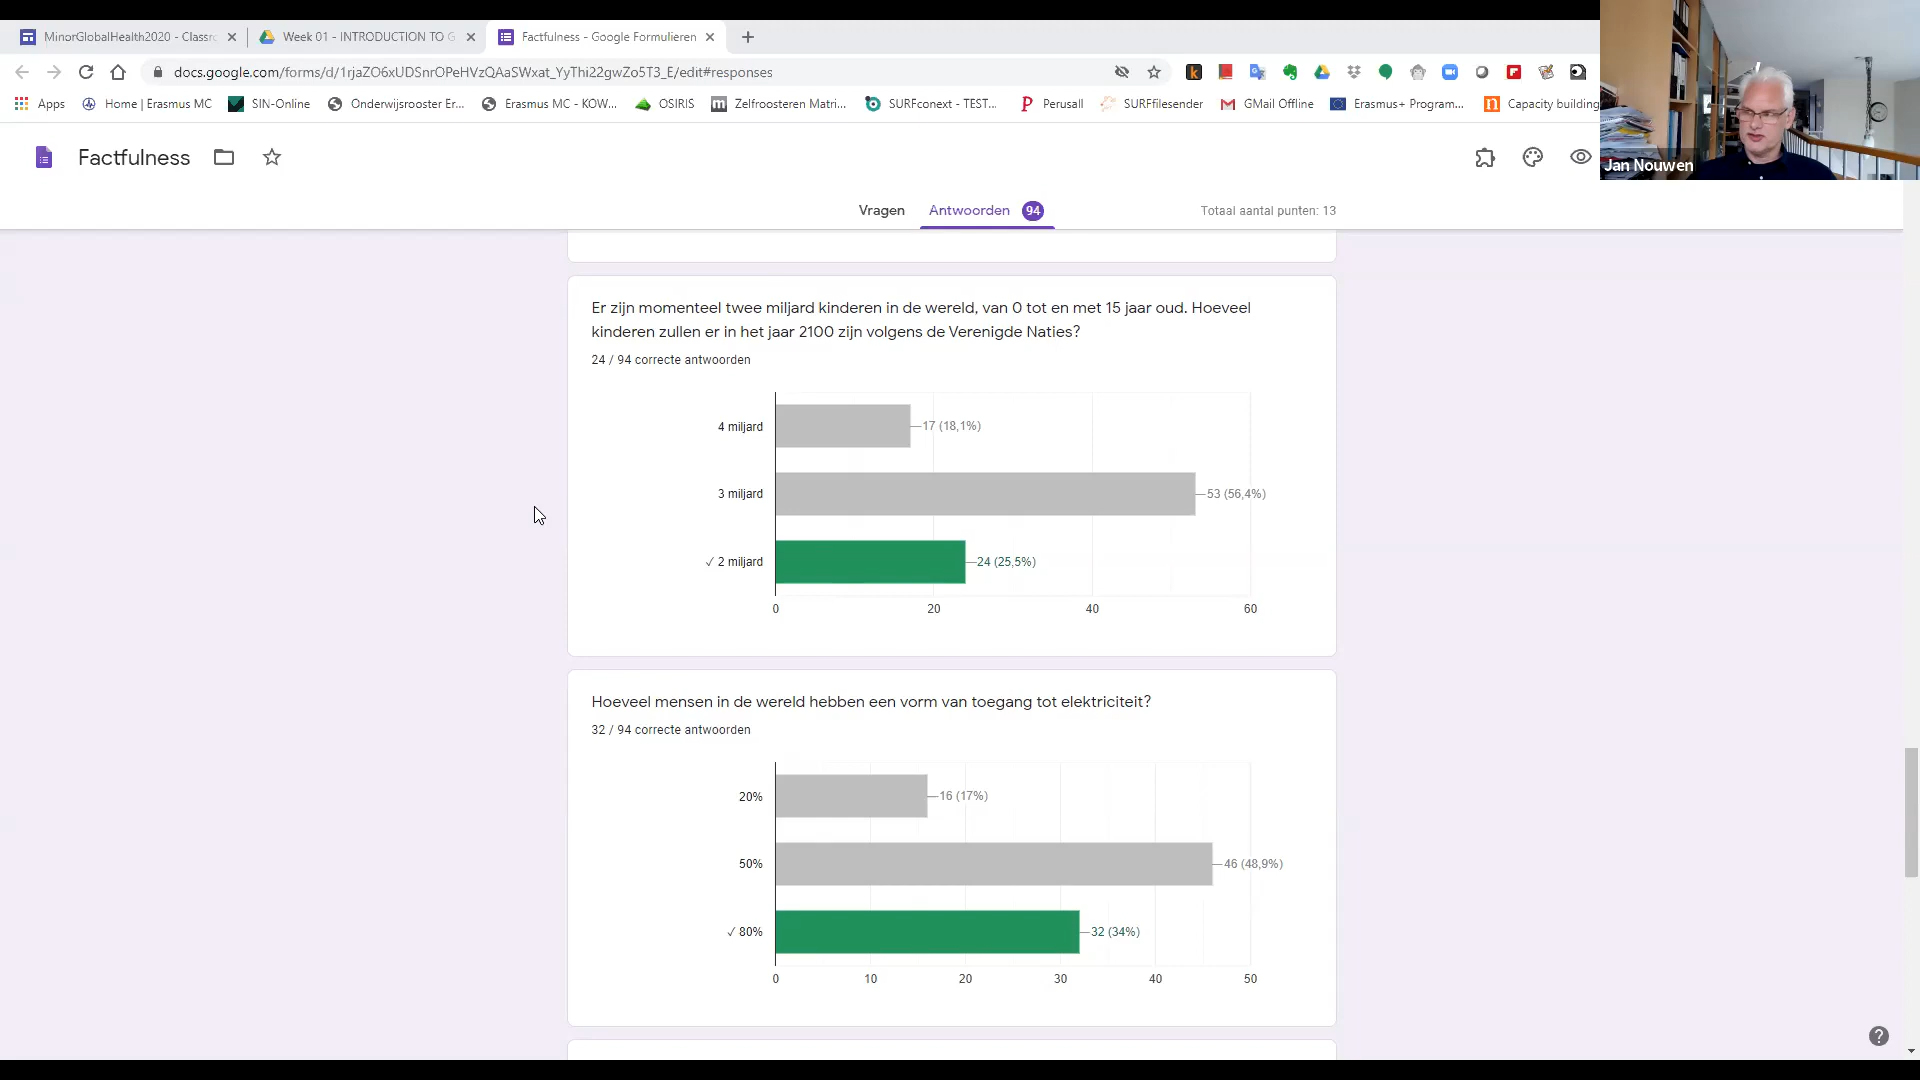 MinorGlobalHealth2020 - Classr
Week 01 - INTRODUCTION TO G
Factfulness - Google Formulieren
docs.google.com/forms/d/1rjaZO6xUDSnrOPeHVzQAaSWxat_YyThi22gwZo5T3_E/edit#responses
Apps
Home | Erasmus MC
SIN-Online
Onderwijsrooster Er...
Erasmus MC - KOW...
OSIRIS
Zelfroosteren Matri...
SURFconext - TEST...
Perusall
SURFfilesender
GMail Offline
Erasmus+ Program...
Capacity building
Jan Nouwen
Factfulness
Vragen
Antwoorden 94
Totaal aantal punten: 13
Er zijn momenteel twee miljard kinderen in de wereld, van 0 tot en met 15 jaar oud. Hoeveel
kinderen zullen er in het jaar 2100 zijn volgens de Verenigde Naties?
24 / 94 correcte antwoorden
4 miljard
17 (18,1%)
3 miljard
53 (56,4%)
✓ 2 miljard
24 (25,5%)
0 20 40 60
Hoeveel mensen in de wereld hebben een vorm van toegang tot elektriciteit?
32 / 94 correcte antwoorden
20%
16 (17%)
50%
46 (48,9%)
✓ 80%
32 (34%)
0 10 20 30 40 50